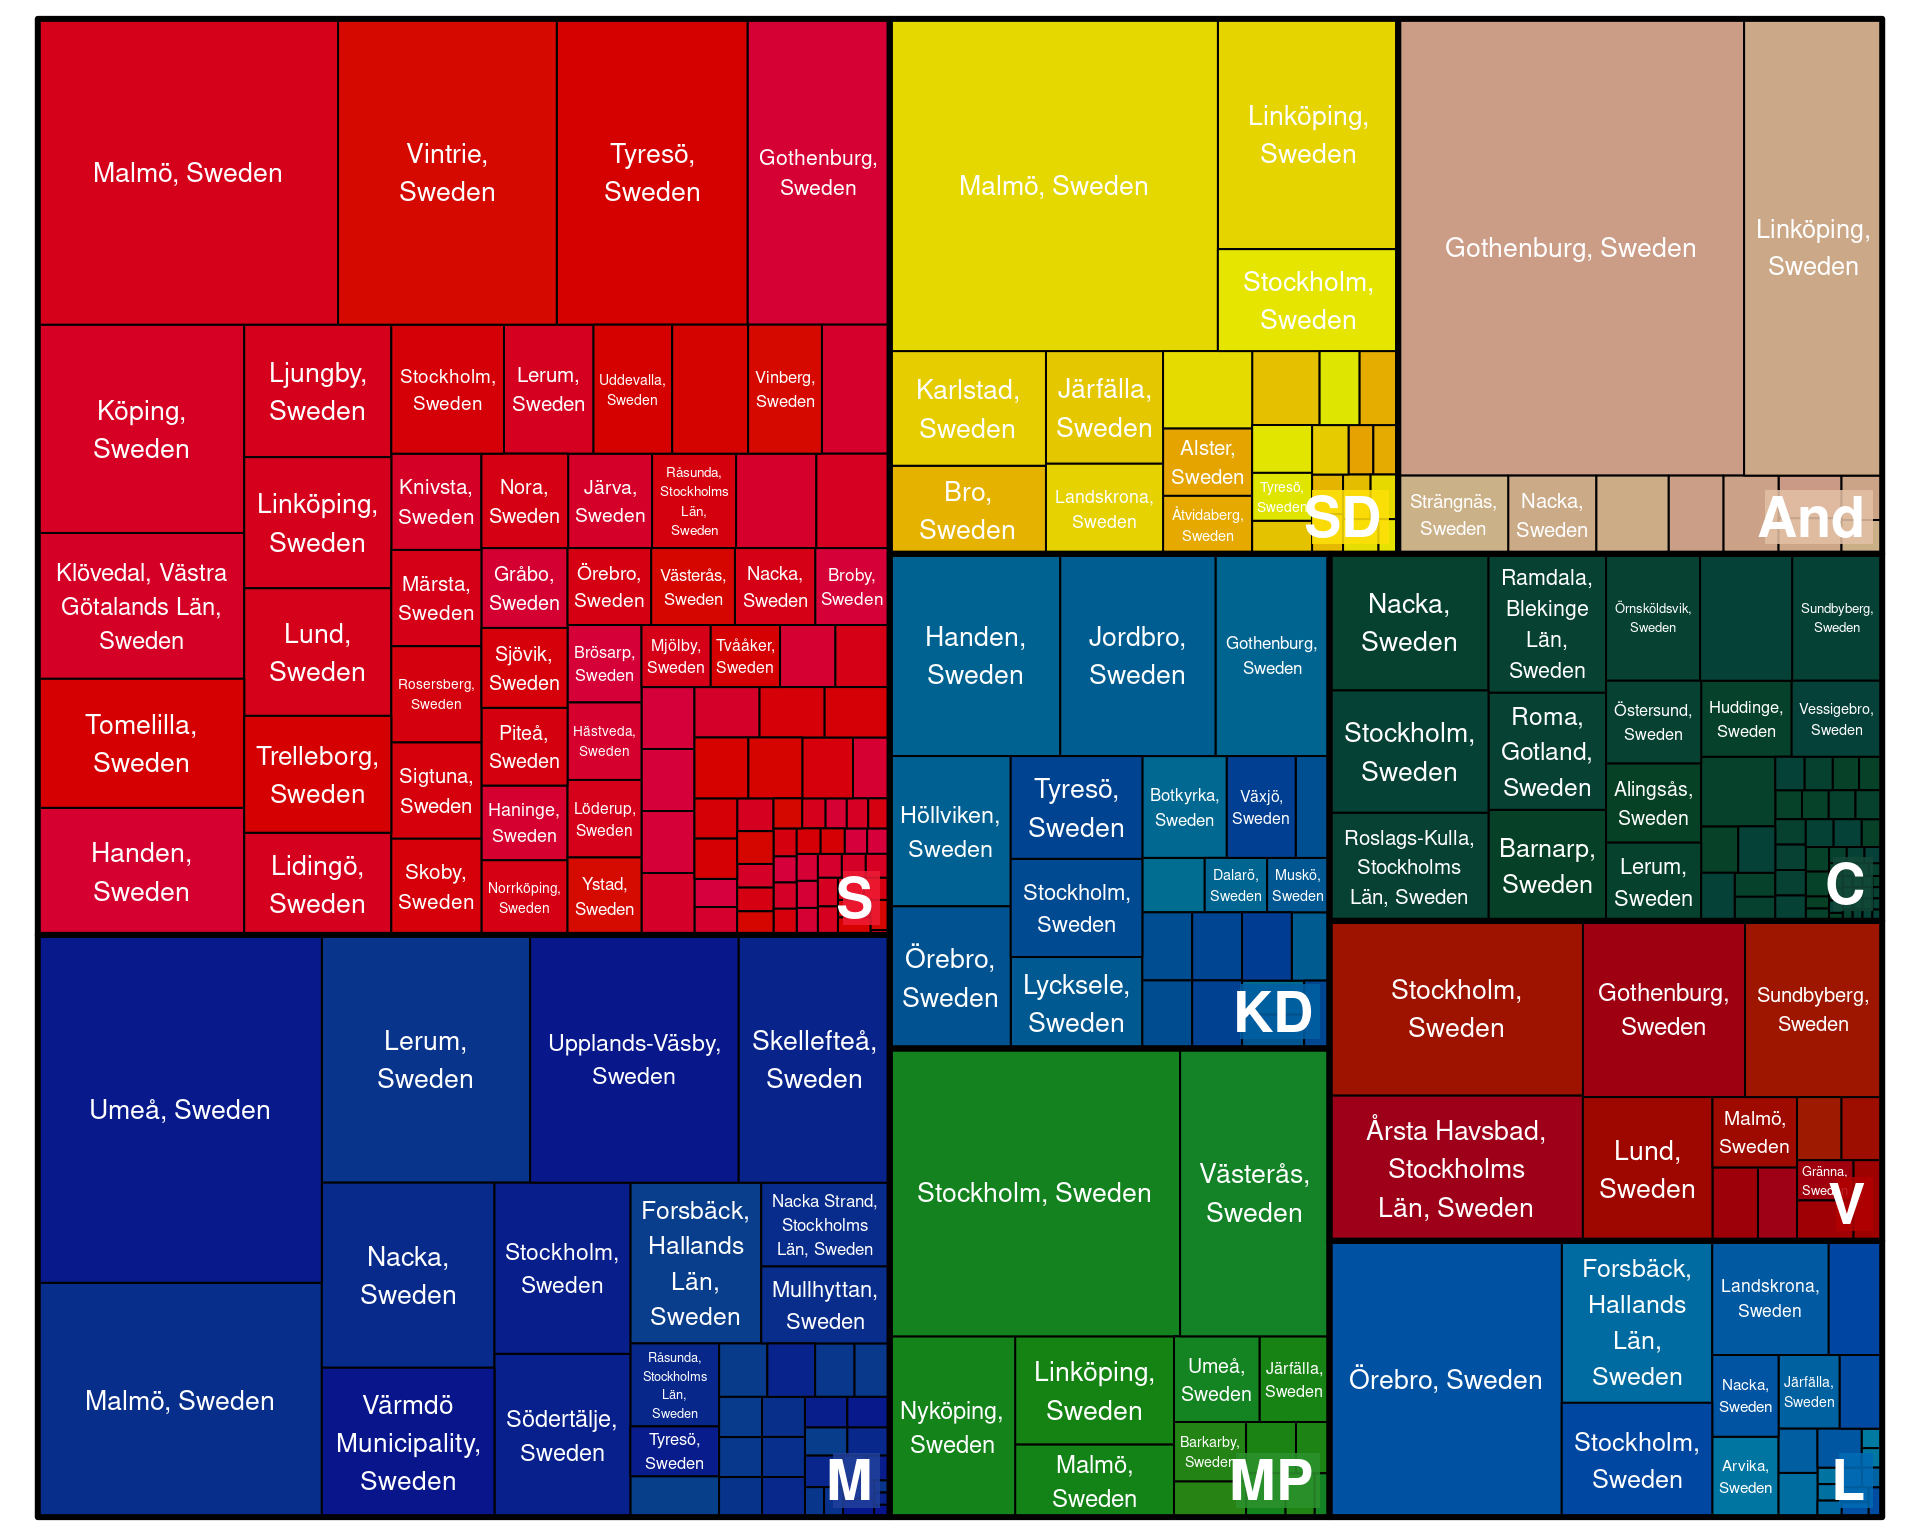 Malmö, Sweden
Vintrie,
Sweden
Tyresö,
Sweden
Gothenburg,
Sweden
Köping,
Sweden
Ljungby,
Sweden
Stockholm,
Sweden
Lerum,
Sweden
Uddevalla,
Sweden
Vinberg,
Sweden
Linköping,
Sweden
Knivsta,
Sweden
Nora,
Sweden
Järva,
Sweden
Råsunda,
Stockholms
Län,
Sweden
Klövedal, Västra
Götalands Län,
Sweden
Lund,
Sweden
Märsta,
Sweden
Gråbo,
Sweden
Örebro,
Sweden
Västerås,
Sweden
Nacka,
Sweden
Broby,
Sweden
Sjövik,
Sweden
Brösarp,
Sweden
Mjölby,
Sweden
Tvååker,
Sweden
Rosersberg,
Sweden
Tomelilla,
Sweden
Trelleborg,
Sweden
Piteå,
Sweden
Hästveda,
Sweden
Sigtuna,
Sweden
Haninge,
Sweden
Löderup,
Sweden
Handen,
Sweden
Lidingö,
Sweden
Skoby,
Sweden
Norrköping,
Sweden
Ystad,
Sweden
S
Malmö, Sweden
Linköping,
Sweden
Stockholm,
Sweden
Karlstad,
Sweden
Järfälla,
Sweden
Alster,
Sweden
Bro,
Sweden
Landskrona,
Sweden
Åtvidaberg,
Sweden
Tyresö,
Sweden
SD
Gothenburg, Sweden
Linköping,
Sweden
Strängnäs,
Sweden
Nacka,
Sweden
And
Handen,
Sweden
Jordbro,
Sweden
Gothenburg,
Sweden
Höllviken,
Sweden
Tyresö,
Sweden
Botkyrka,
Sweden
Växjö,
Sweden
Stockholm,
Sweden
Dalarö,
Sweden
Muskö,
Sweden
Örebro,
Sweden
Lycksele,
Sweden
KD
Nacka,
Sweden
Ramdala,
Blekinge
Län,
Sweden
Örnsköldsvik,
Sweden
Sundbyberg,
Sweden
Stockholm,
Sweden
Roma,
Gotland,
Sweden
Östersund,
Sweden
Huddinge,
Sweden
Vessigebro,
Sweden
Alingsås,
Sweden
Roslags-Kulla,
Stockholms
Län, Sweden
Barnarp,
Sweden
Lerum,
Sweden
C
Umeå, Sweden
Lerum,
Sweden
Upplands-Väsby,
Sweden
Skellefteå,
Sweden
Nacka,
Sweden
Stockholm,
Sweden
Forsbäck,
Hallands
Län,
Sweden
Nacka Strand,
Stockholms
Län, Sweden
Mullhyttan,
Sweden
Malmö, Sweden
Värmdö
Municipality,
Sweden
Södertälje,
Sweden
Råsunda,
Stockholms
Län,
Sweden
Tyresö,
Sweden
M
Stockholm, Sweden
Västerås,
Sweden
Nyköping,
Sweden
Linköping,
Sweden
Umeå,
Sweden
Järfälla,
Sweden
Malmö,
Sweden
Barkarby,
Sweden
MP
Stockholm,
Sweden
Gothenburg,
Sweden
Sundbyberg,
Sweden
Årsta Havsbad,
Stockholms
Län, Sweden
Lund,
Sweden
Malmö,
Sweden
Gränna,
Sweden
V
Örebro, Sweden
Forsbäck,
Hallands
Län,
Sweden
Landskrona,
Sweden
Nacka,
Sweden
Järfälla,
Sweden
Stockholm,
Sweden
Arvika,
Sweden
L